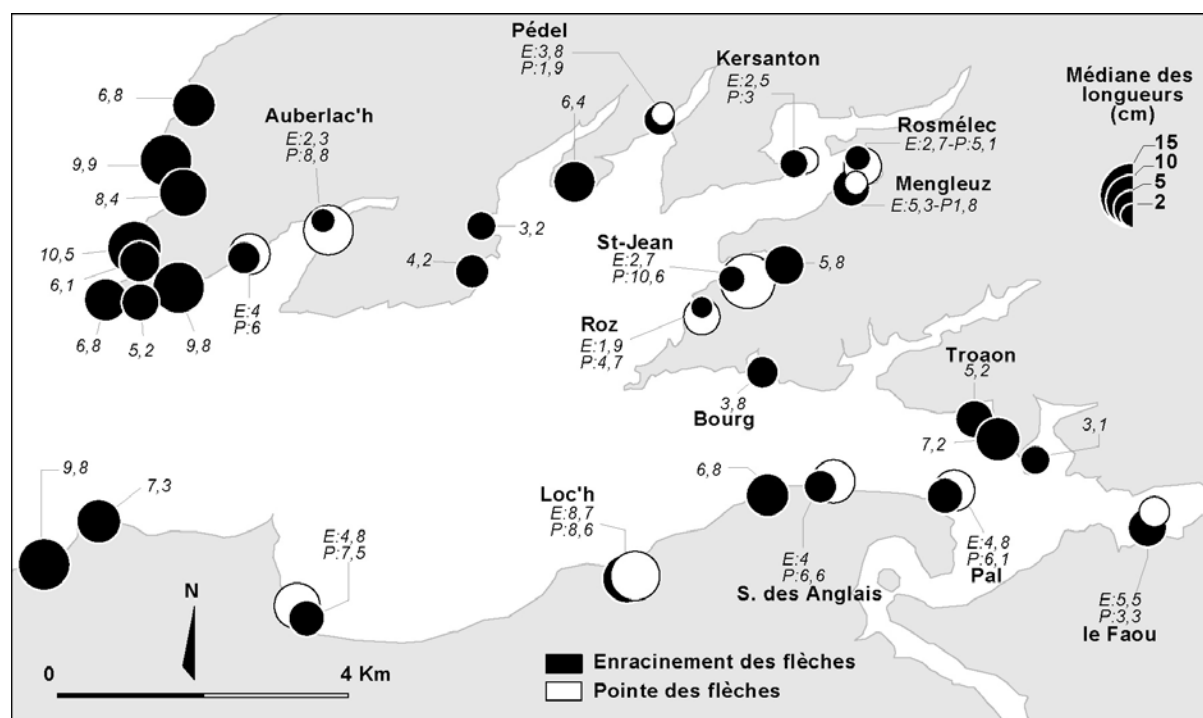 Pédel
E:3,8
P:1,9
Kersanton
E:2,5
P:3
Médiane des
longueurs
(cm)
15
10
5
2
6,8
Auberlac'h
E:2,3
P:8,8
6,4
Rosmélec
E:2,7-P:5,1
9,9
8,4
Mengleuz
E:5,3-P1,8
10,5
6,1
3,2
4,2
St-Jean
E:2,7
P:10,6
5,8
6,8
5,2
9,8
E:4
P:6
Roz
E:1,9
P:4,7
3,8
Bourg
Troaon
5,2
7,2
3,1
9,8
7,3
6,8
Loc'h
E:8,7
P:8,6
E:4,8
P:7,5
E:4
P:6,6
S. des Anglais
E:4,8
P:6,1
Pal
E:5,5
P:3,3
le Faou
N
0
4 Km
Enracinement des flèches
Pointe des flèches